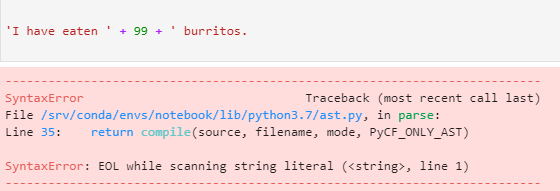 'I have eaten ' + 99 + ' burritos.
---------------------------------------------------------------------------
SyntaxError Traceback (most recent call last)
File /srv/conda/envs/notebook/lib/python3.7/ast.py, in parse:
Line 35: return compile(source, filename, mode, PyCF_ONLY_AST)
SyntaxError: EOL while scanning string literal (<string>, line 1)
---------------------------------------------------------------------------